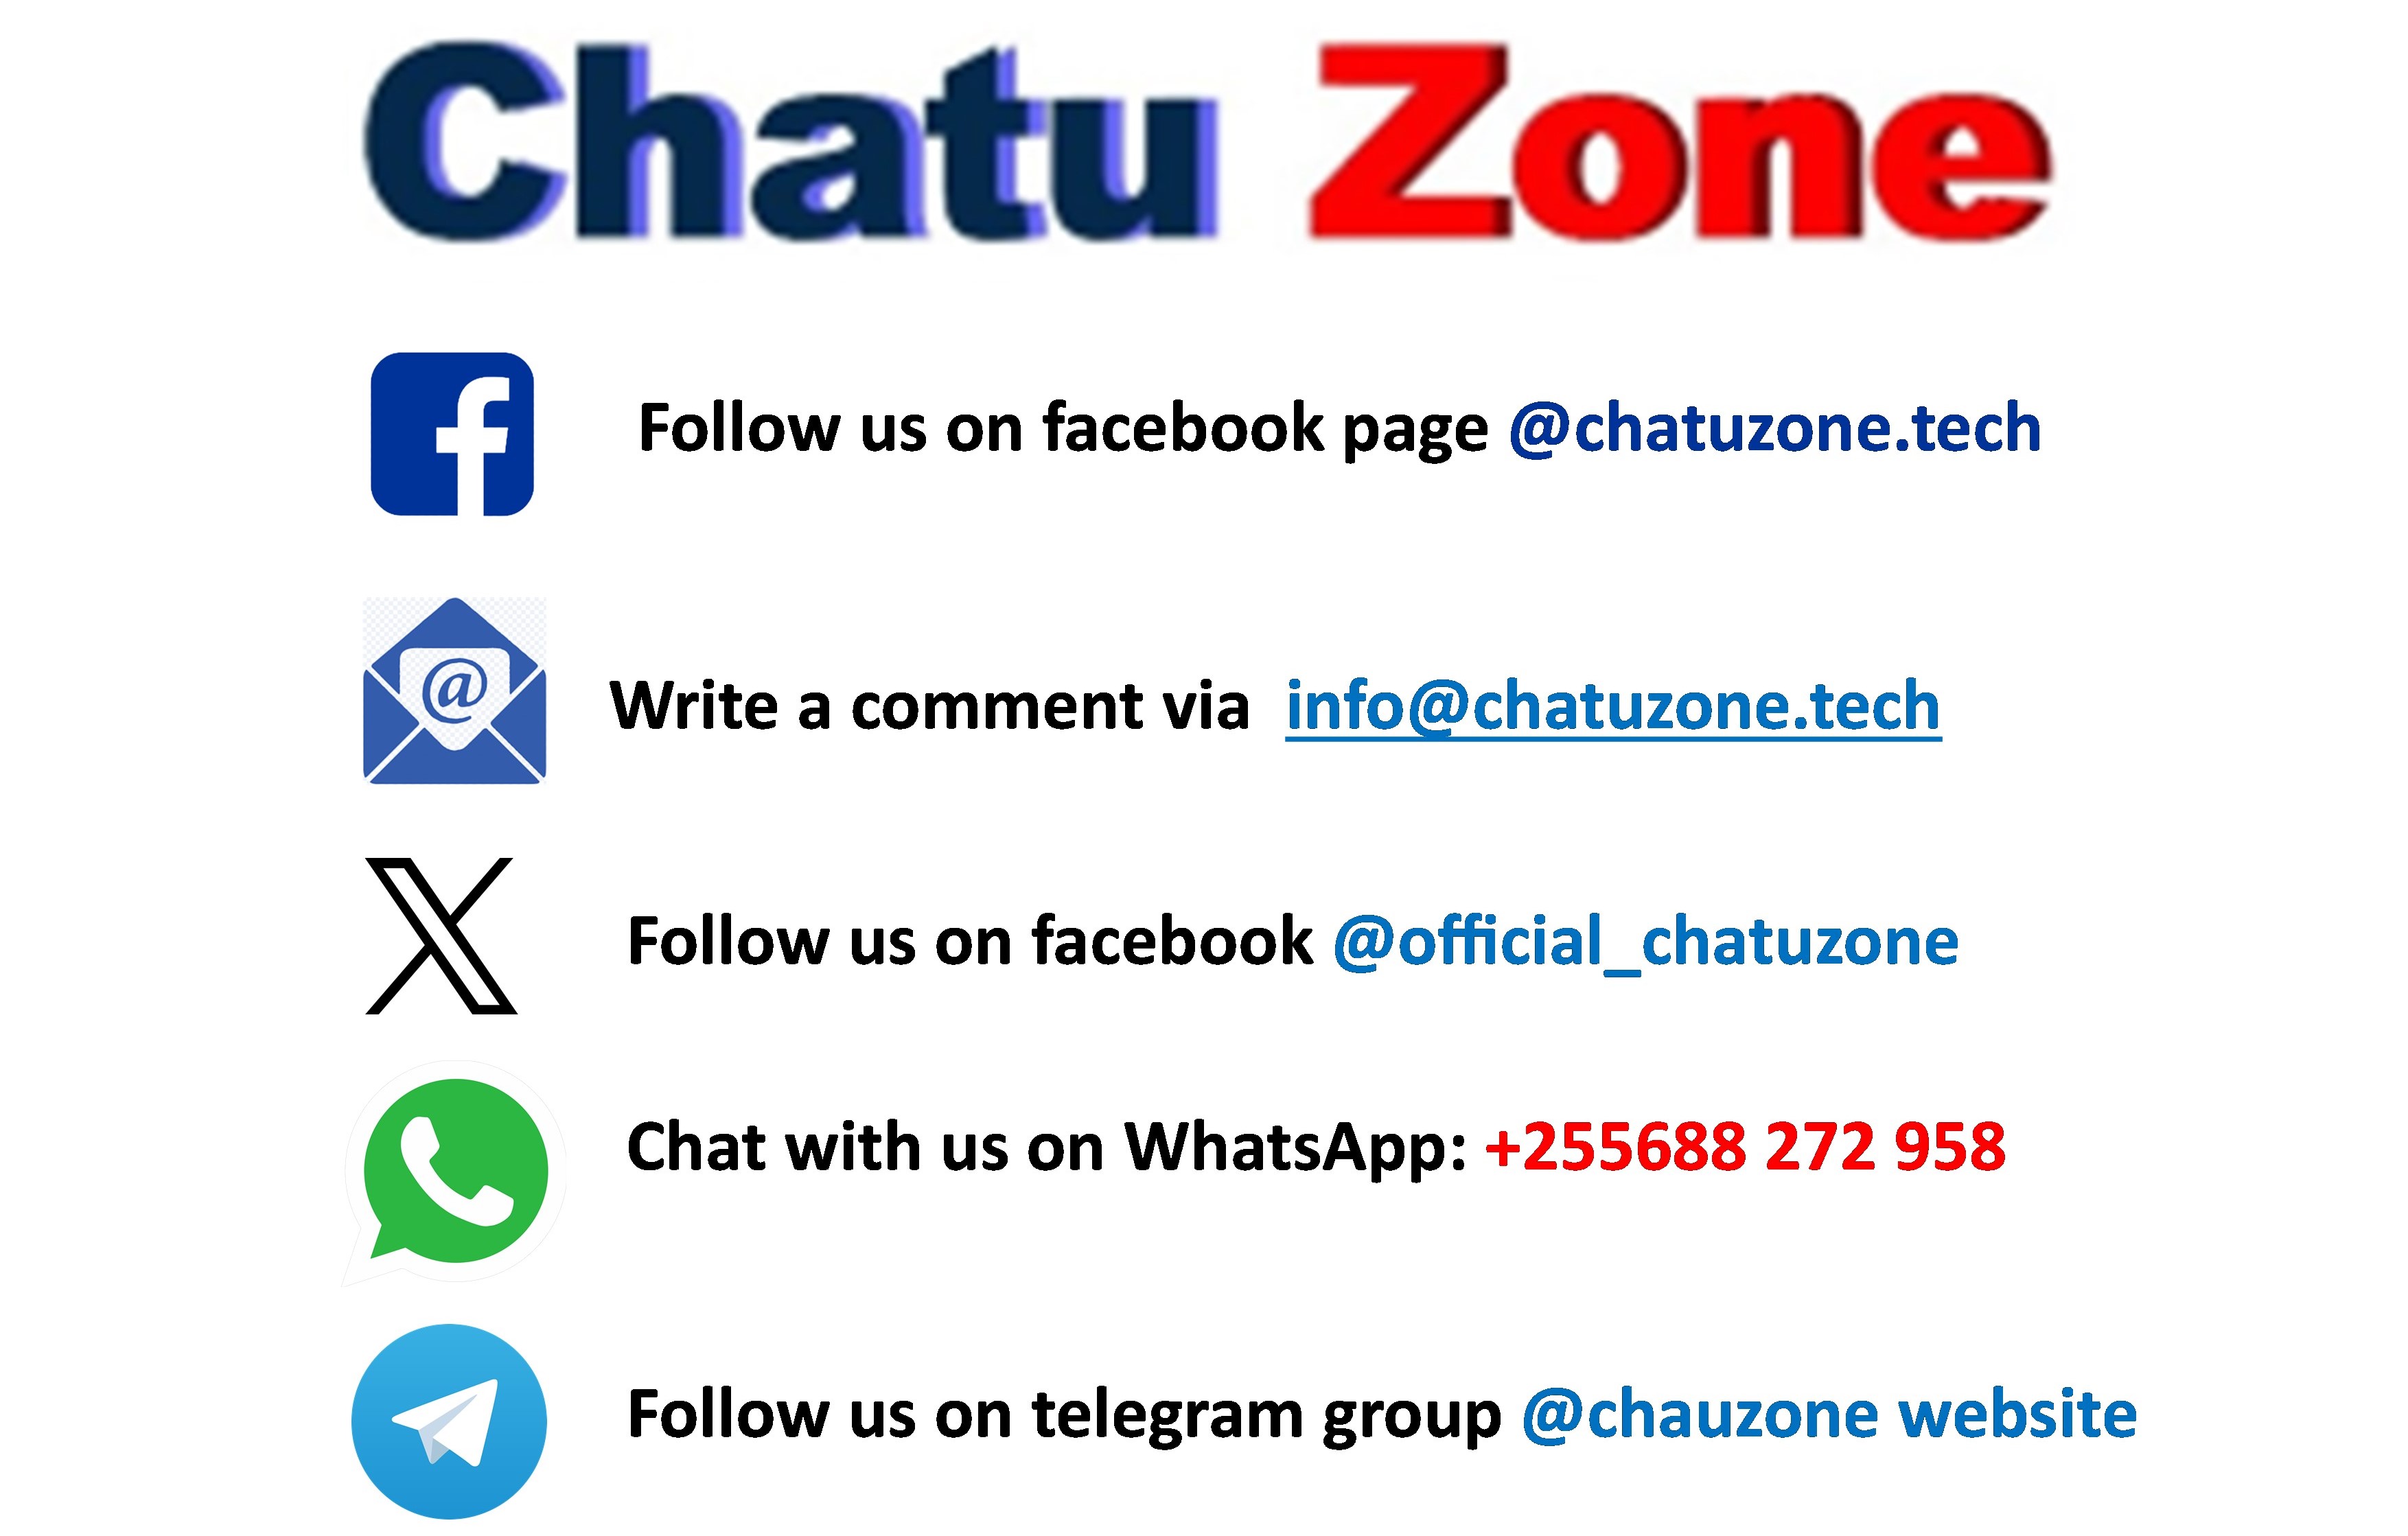 Chatu Zone
Follow us on facebook page @chatuzone.tech
Write a comment via info@chatuzone.tech
Follow us on facebook @official_chatuzone
Chat with us on WhatsApp: +255688 272 958
Follow us on telegram group @chauzone website